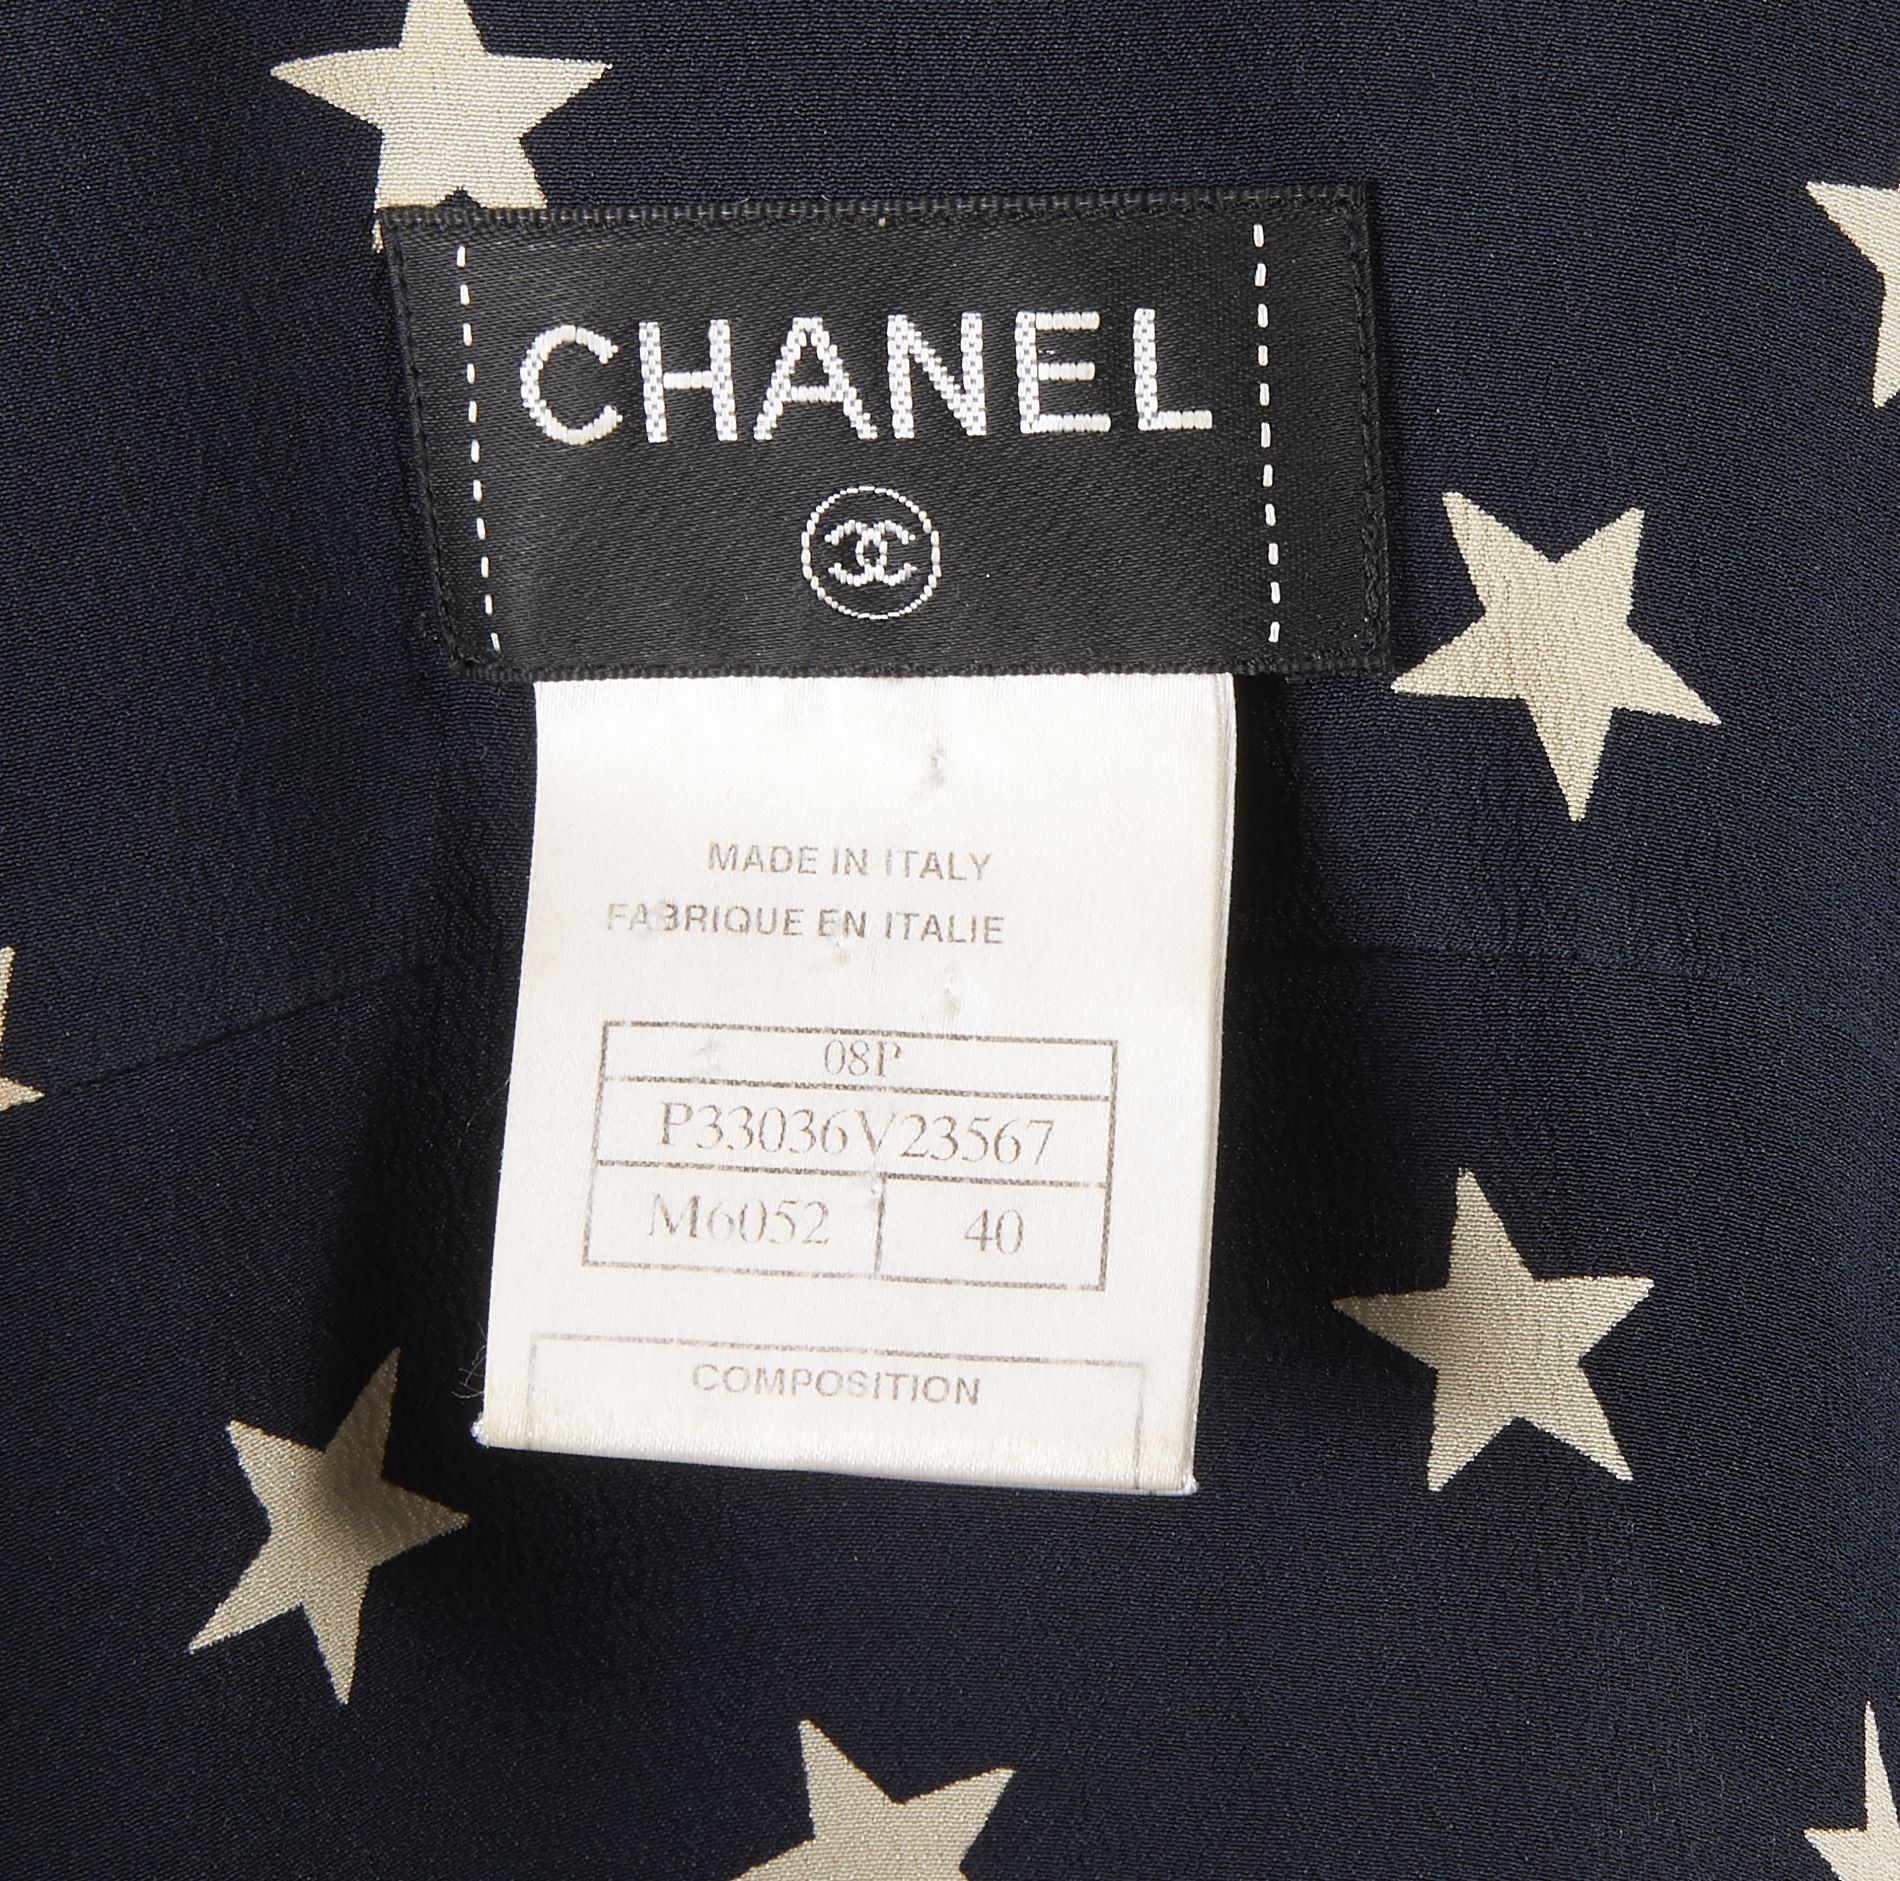 CHANEL
MADE IN ITALY
FABRIQUE EN ITALIE
08P
P33036V23567
M6052 40
COMPOSITION